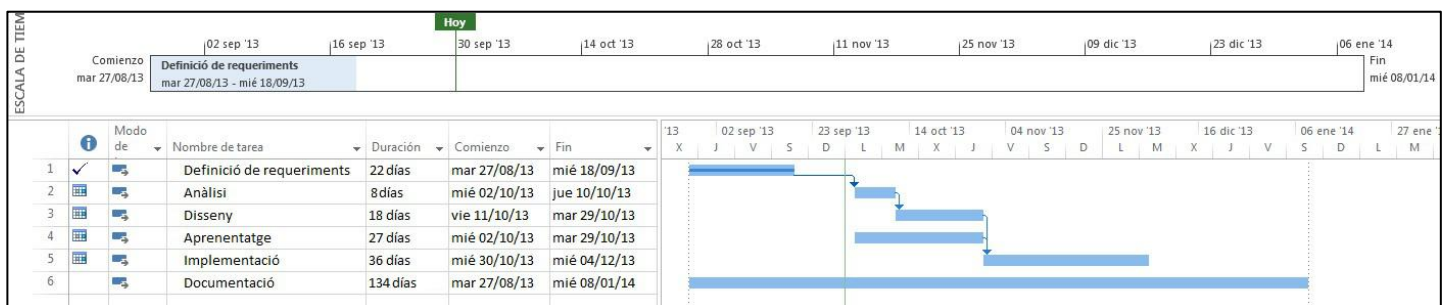 ESCALA DE TIEM
Hoy
02 sep '13 16 sep '13 30 sep '13 14 oct '13 28 oct '13 11 nov '13 25 nov '13 09 dic '13 23 dic '13 06 ene '14
Comienzo
mar 27/08/13
Definició de requeriments
mar 27/08/13 - mié 18/09/13
Fin
mié 08/01/14
Modo de Nombre de tarea Duración Comienzo Fin
'13 02 sep '13 23 sep '13 14 oct '13 04 nov '13 25 nov '13 16 dic '13 06 ene '14 27 ene '
X J V S D L M X J V S D L M X J V S D L M
1 Definició de requeriments 22 días mar 27/08/13 mié 18/09/13
2 Anàlisi 8 días mié 02/10/13 jue 10/10/13
3 Disseny 18 días vie 11/10/13 mar 29/10/13
4 Aprenentatge 27 días mié 02/10/13 mar 29/10/13
5 Implementació 36 días mié 30/10/13 mié 04/12/13
6 Documentació 134 días mar 27/08/13 mié 08/01/14